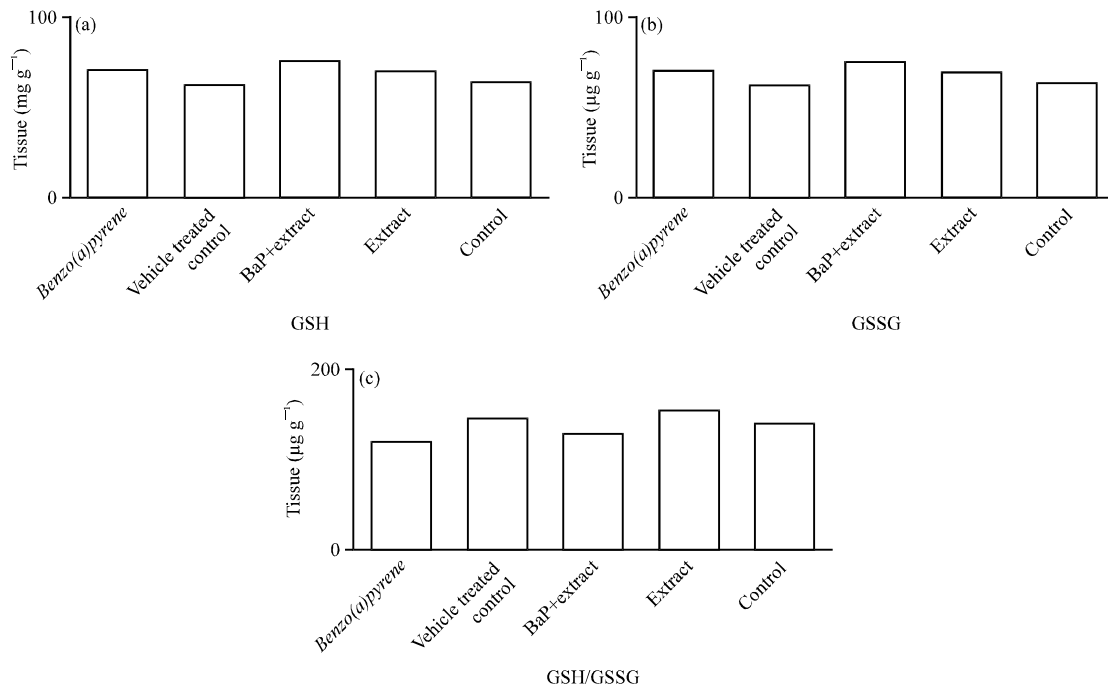 100
(a)
Tissue (mg g⁻¹)
0
Benzo(a)pyrene
Vehicle treated
control
BaP+extract
Extract
Control
GSH
100
(b)
Tissue (µg g⁻¹)
0
Benzo(a)pyrene
Vehicle treated
control
BaP+extract
Extract
Control
GSSG
200
(c)
Tissue (µg g⁻¹)
0
Benzo(a)pyrene
Vehicle treated
control
BaP+extract
Extract
Control
GSH/GSSG